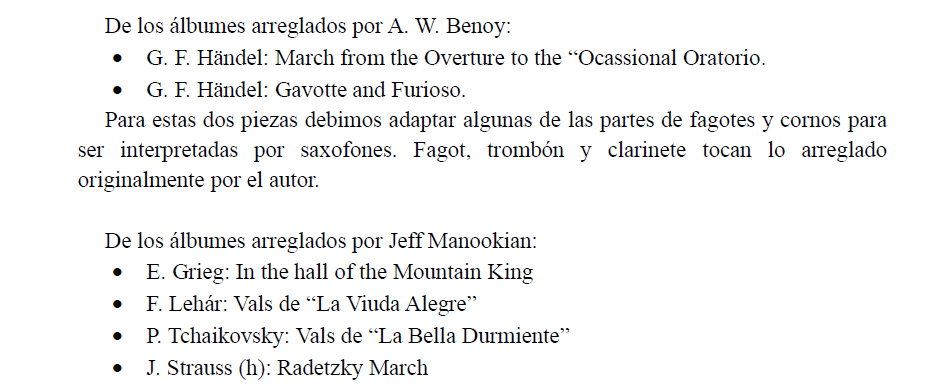 De los álbumes arreglados por A. W. Benoy:
• G. F. Händel: March from the Overture to the “Ocassional Oratorio.
• G. F. Händel: Gavotte and Furioso.
Para estas dos piezas debimos adaptar algunas de las partes de fagotes y cornos para
ser interpretadas por saxofones. Fagot, trombón y clarinete tocan lo arreglado
originalmente por el autor.
De los álbumes arreglados por Jeff Manookian:
• E. Grieg: In the hall of the Mountain King
• F. Lehár: Vals de “La Viuda Alegre”
• P. Tchaikovsky: Vals de “La Bella Durmiente”
• J. Strauss (h): Radetzky March